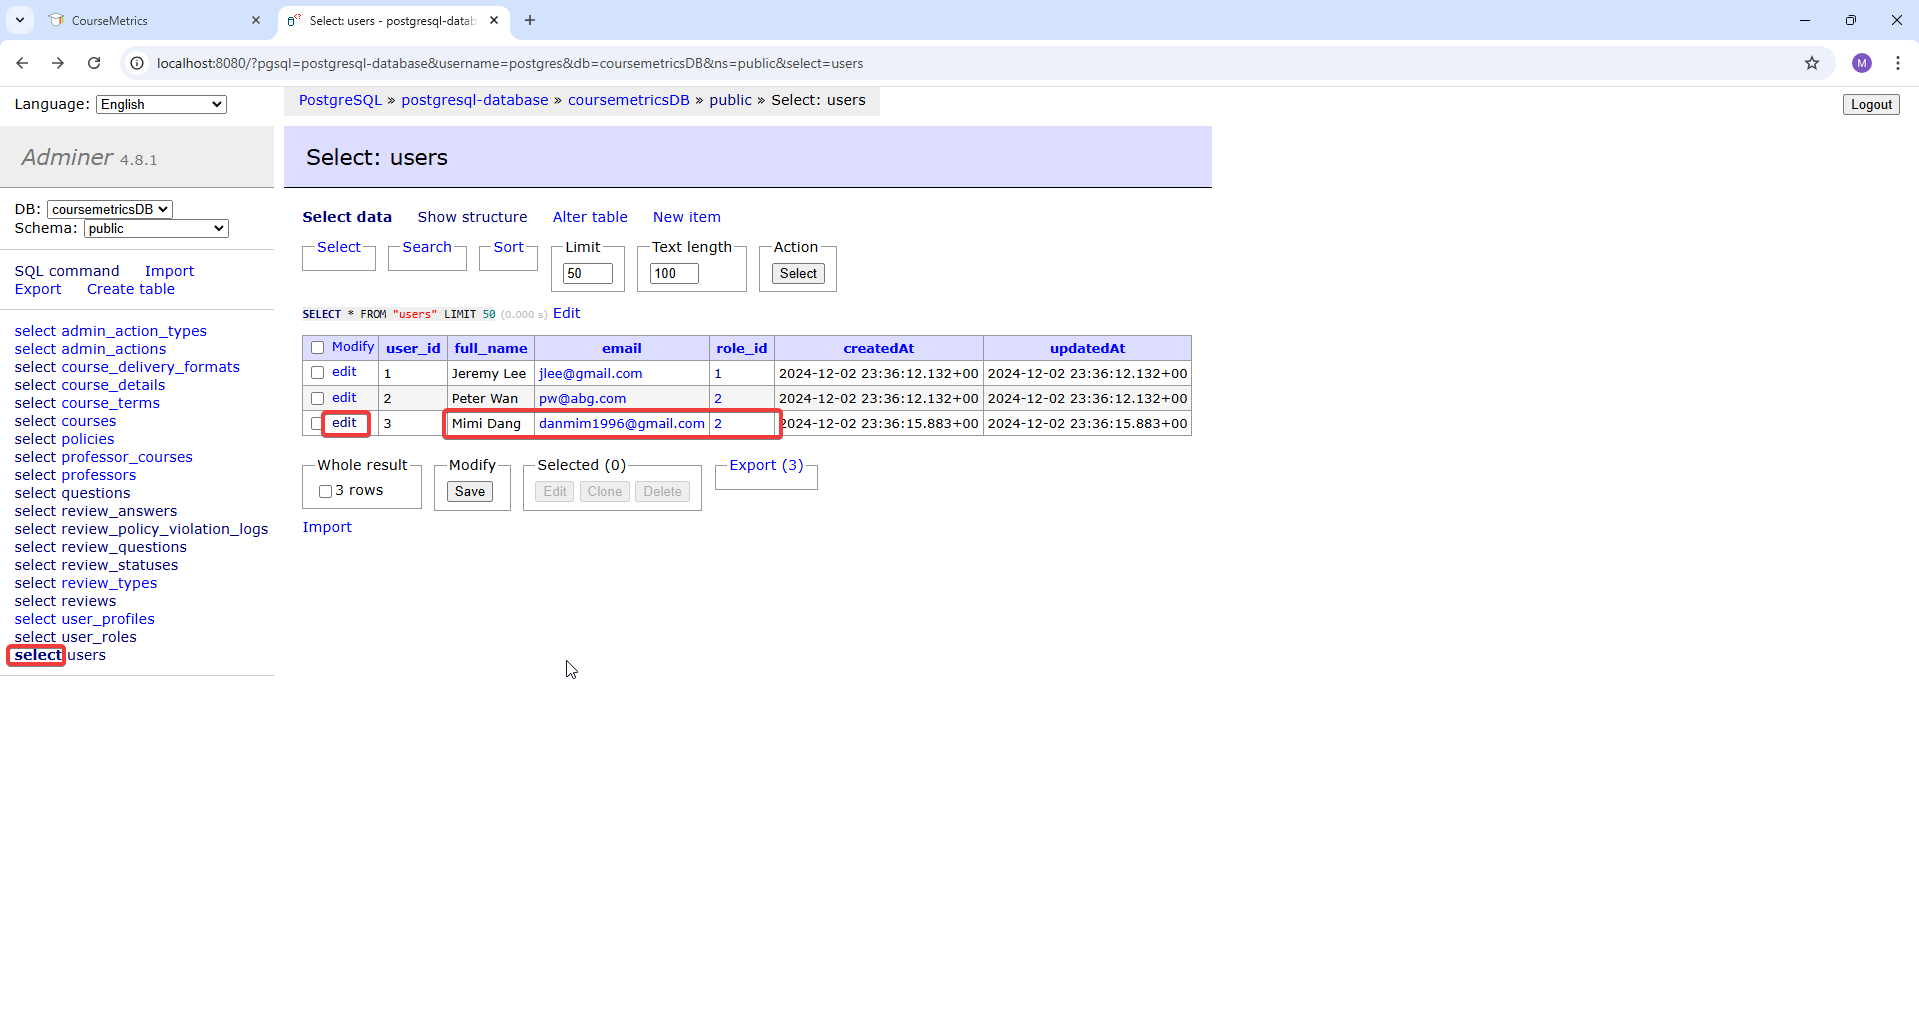 CourseMetrics
Select: users - postgresql-datab
localhost:8080/?pgsql=postgresql-database&username=postgres&db=coursemetricsDB&ns=public&select=users
M
Language: English
PostgreSQL » postgresql-database » coursemetricsDB » public » Select: users
Logout
Adminer 4.8.1
Select: users
DB: coursemetricsDB
Schema: public
SQL command Import
Export Create table
select admin_action_types
select admin_actions
select course_delivery_formats
select course_details
select course_terms
select courses
select policies
select professor_courses
select professors
select questions
select review_answers
select review_policy_violation_logs
select review_questions
select review_statuses
select review_types
select reviews
select user_profiles
select user_roles
select users
Select data Show structure Alter table New item
Select Search Sort Limit Text length Action
50 100 Select
SELECT * FROM "users" LIMIT 50 (0.000 s) Edit
Modify user_id full_name email role_id createdAt updatedAt
edit 1 Jeremy Lee jlee@gmail.com 1 2024-12-02 23:36:12.132+00 2024-12-02 23:36:12.132+00
edit 2 Peter Wan pw@abg.com 2 2024-12-02 23:36:12.132+00 2024-12-02 23:36:12.132+00
edit 3 Mimi Dang danmim1996@gmail.com 2 2024-12-02 23:36:15.883+00 2024-12-02 23:36:15.883+00
Whole result Modify Selected (0) Export (3)
3 rows Save Edit Clone Delete
Import